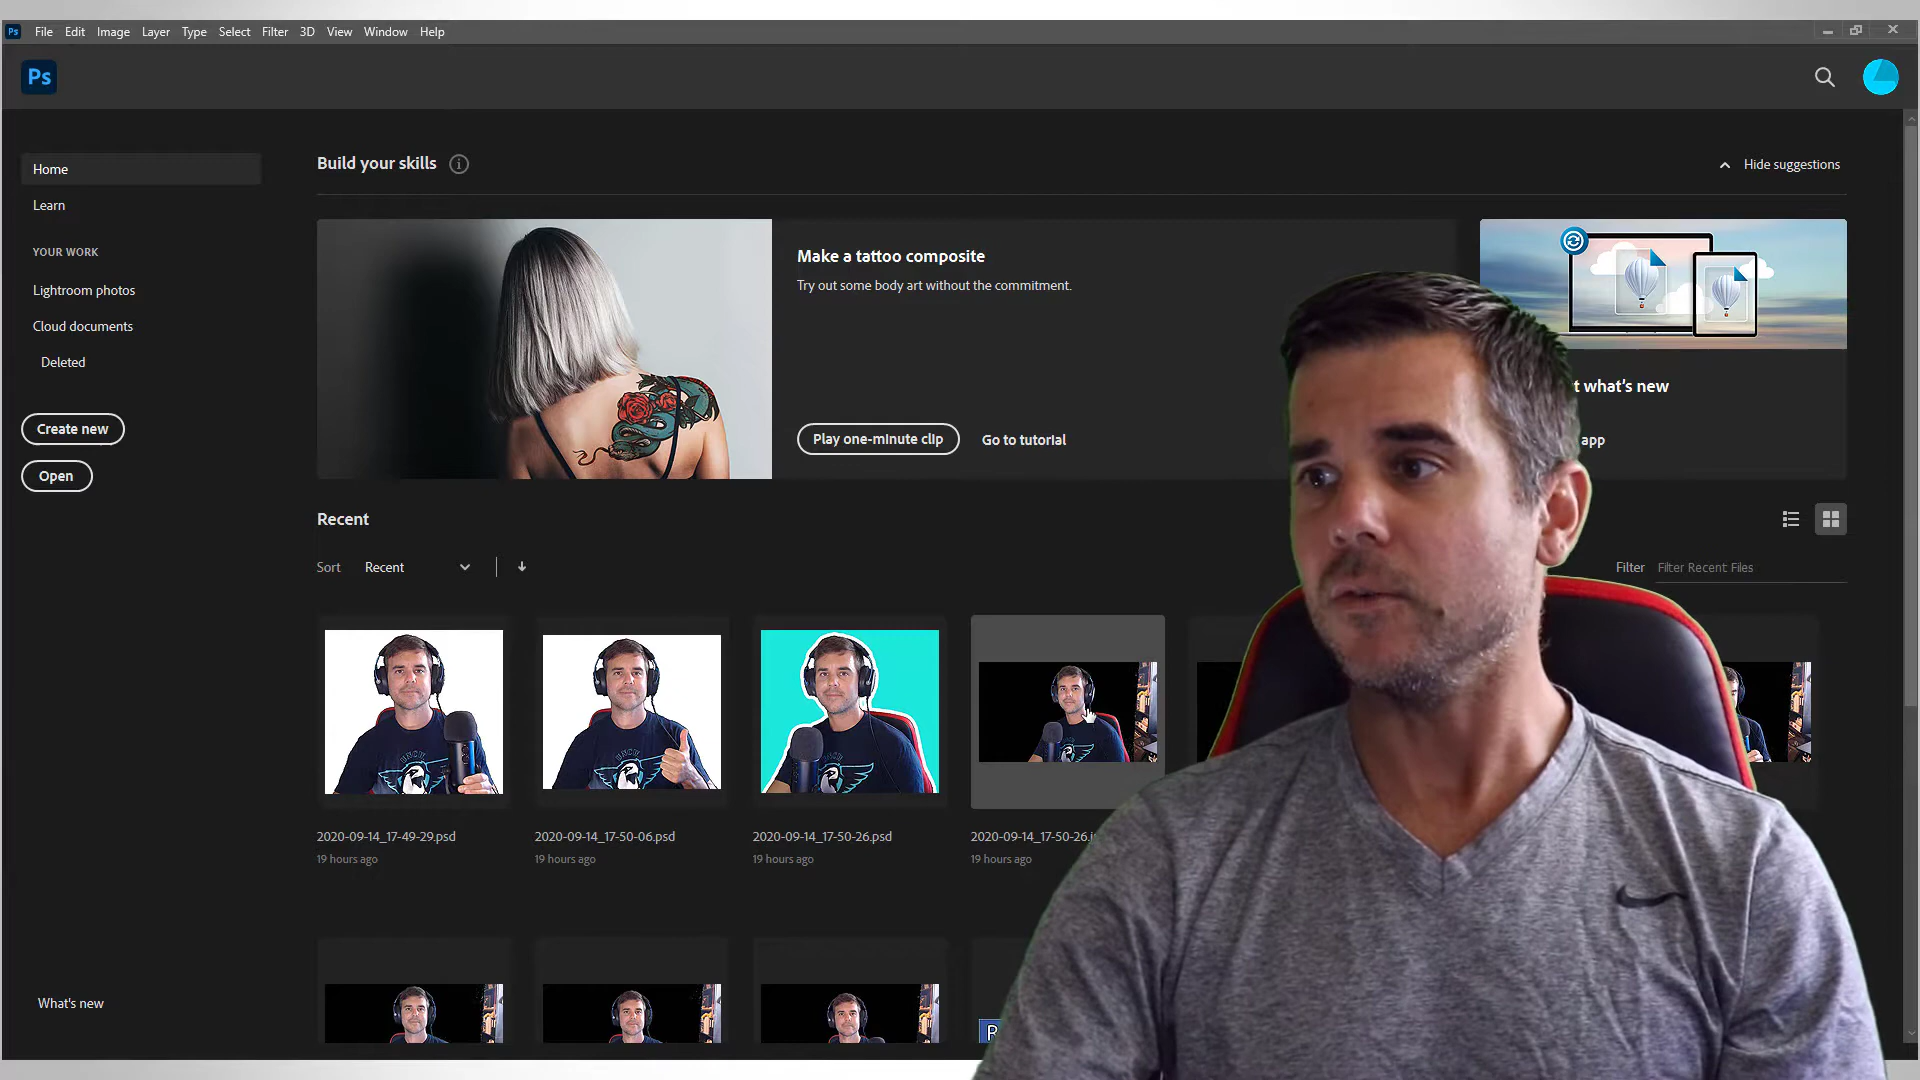 Ps File Edit Image Layer Type Select Filter 3D View Window Help
Ps
Home
Learn
YOUR WORK
Lightroom photos
Cloud documents
Deleted
Create new
Open
What's new
Build your skills
Hide suggestions
Make a tattoo composite
Try out some body art without the commitment.
Play one-minute clip Go to tutorial
what's new
app
Recent
Sort Recent
Filter Filter Recent Files
2020-09-14_17-49-29.psd
19 hours ago
2020-09-14_17-50-06.psd
19 hours ago
2020-09-14_17-50-26.psd
19 hours ago
2020-09-14_17-50-26
19 hours ago